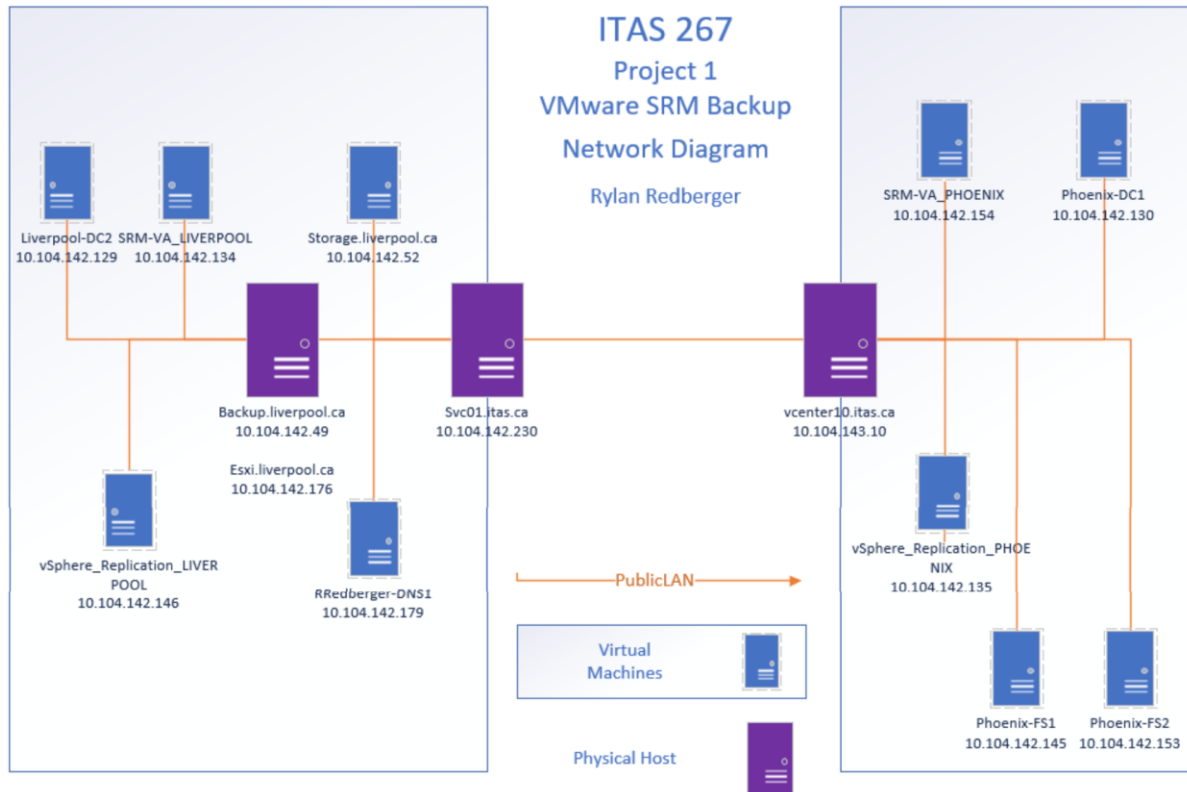 ITAS 267
Project 1
VMware SRM Backup
Network Diagram
Rylan Redberger
Liverpool-DC2
10.104.142.129
SRM-VA_LIVERPOOL
10.104.142.134
Storage.liverpool.ca
10.104.142.52
SRM-VA_PHOENIX
10.104.142.154
Phoenix-DC1
10.104.142.130
Backup.liverpool.ca
10.104.142.49
Esxi.liverpool.ca
10.104.142.176
Svc01.itas.ca
10.104.142.230
vcenter10.itas.ca
10.104.143.10
vSphere_Replication_LIVER
POOL
10.104.142.146
RRedberger-DNS1
10.104.142.179
vSphere_Replication_PHOE
NIX
10.104.142.135
PublicLAN
Virtual
Machines
Physical Host
Phoenix-FS1
10.104.142.145
Phoenix-FS2
10.104.142.153